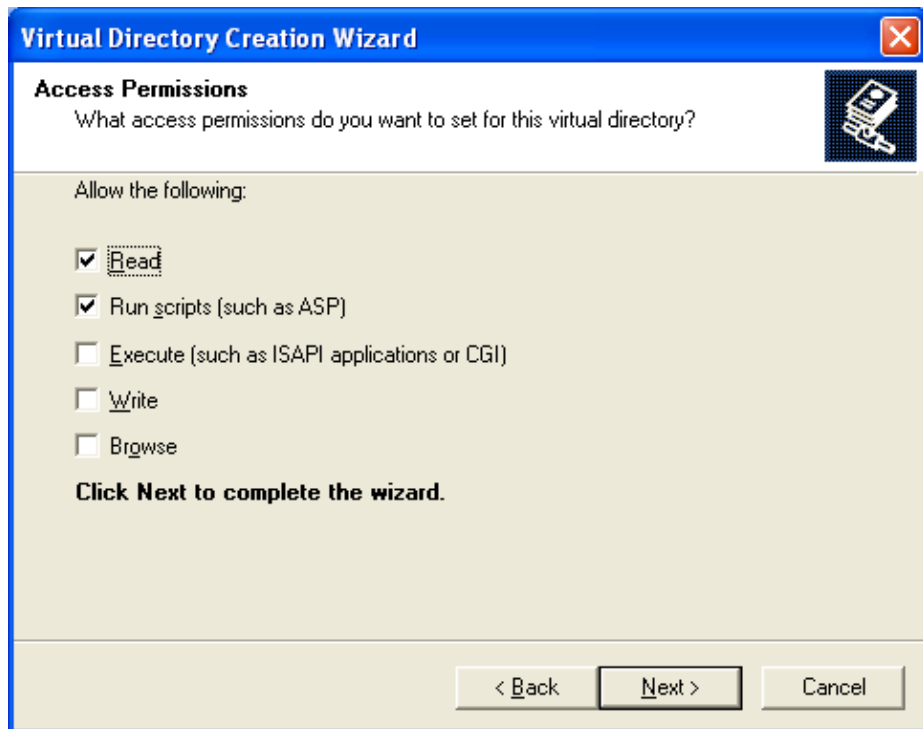 Virtual Directory Creation Wizard
Access Permissions
What access permissions do you want to set for this virtual directory?
Allow the following:
Read
Run scripts (such as ASP)
Execute (such as ISAPI applications or CGI)
Write
Browse
Click Next to complete the wizard.
< Back Next > Cancel